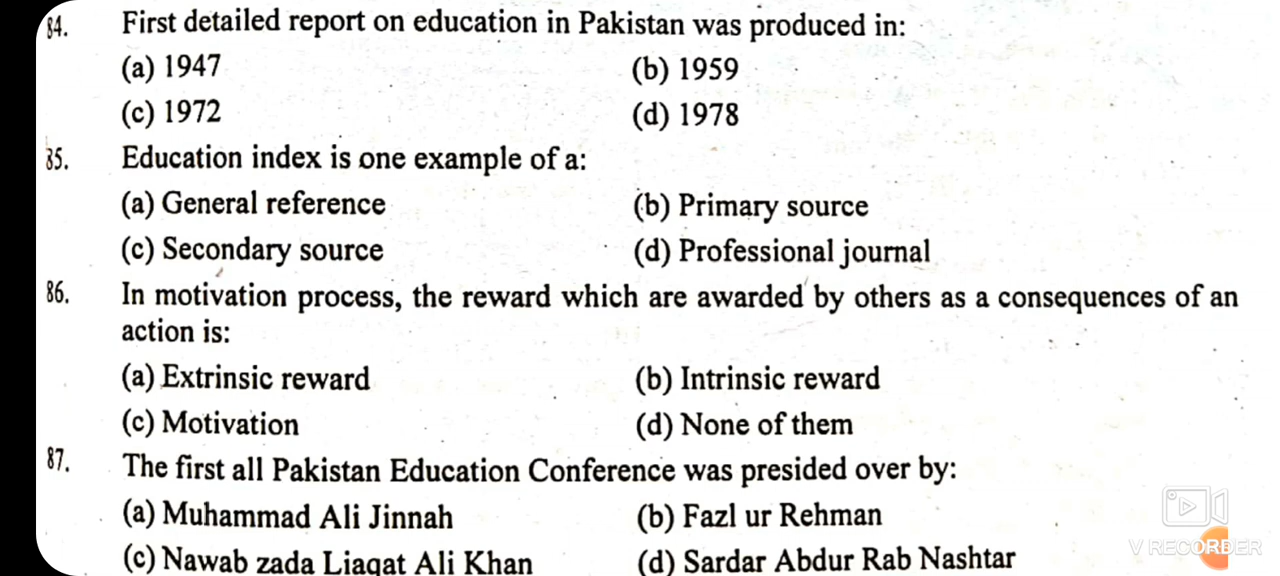 84. First detailed report on education in Pakistan was produced in:
(a) 1947 (b) 1959
(c) 1972 (d) 1978
85. Education index is one example of a:
(a) General reference (b) Primary source
(c) Secondary source (d) Professional journal
86. In motivation process, the reward which are awarded by others as a consequences of an
action is:
(a) Extrinsic reward (b) Intrinsic reward
(c) Motivation (d) None of them
87. The first all Pakistan Education Conference was presided over by:
(a) Muhammad Ali Jinnah (b) Fazl ur Rehman
(c) Nawab zada Liaqat Ali Khan (d) Sardar Abdur Rab Nashtar
V RECORDER